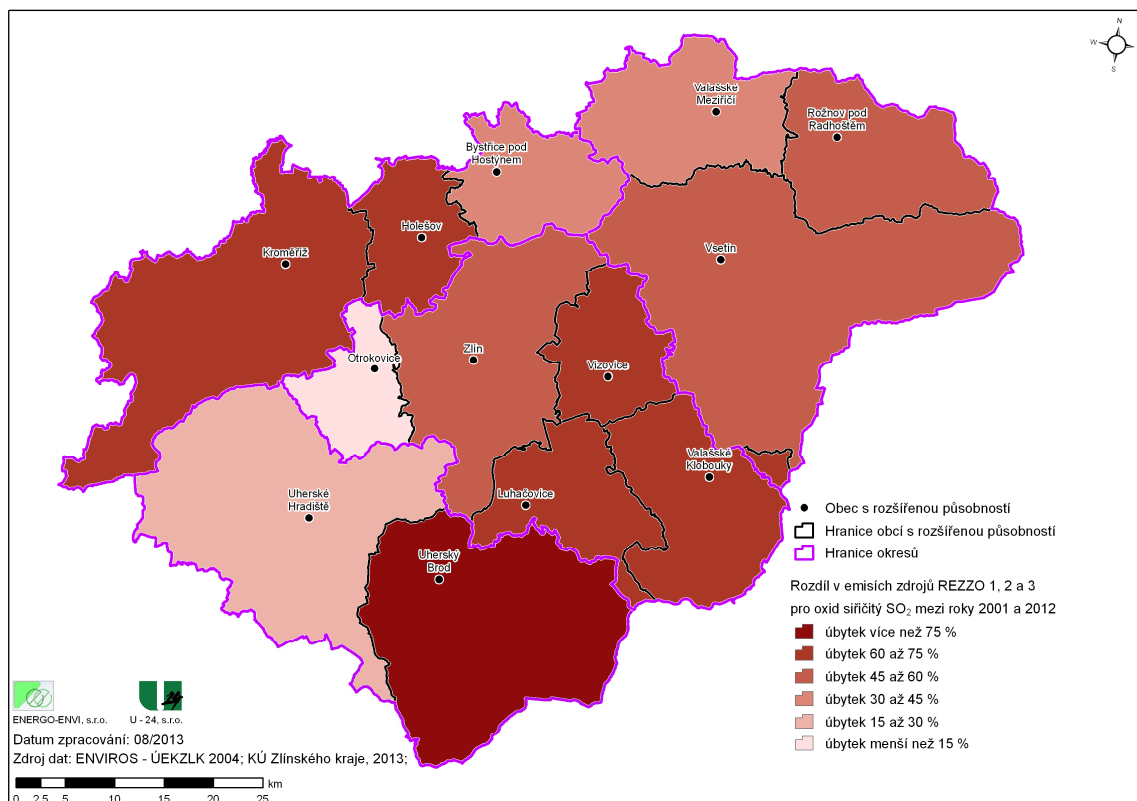 N
W
S
Valašské
Meziříčí
Rožnov pod
Radhoštěm
Bystřice pod
Hostýnem
Holešov
Kroměříž
Vsetín
Otrokovice
Zlín
Vizovice
Valašské
Klobouky
Luhačovice
Uherské
Hradiště
Uherský
Brod
Obec s rozšířenou působností
Hranice obcí s rozšířenou působností
Hranice okresů
Rozdíl v emisích zdrojů REZZO 1, 2 a 3
pro oxid siřičitý SO₂ mezi roky 2001 a 2012
úbytek více než 75 %
úbytek 60 až 75 %
úbytek 45 až 60 %
úbytek 30 až 45 %
úbytek 15 až 30 %
úbytek menší než 15 %
ENERGO-ENVI, s.r.o. U - 24, s.r.o.
Datum zpracování: 08/2013
Zdroj dat: ENVIROS - ÚEKZLK 2004; KÚ Zlínského kraje, 2013;
km
0 2,5 5 10 15 20 25